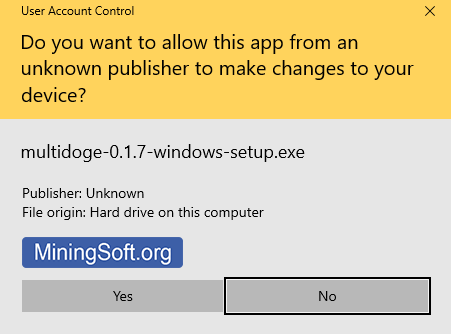 User Account Control
Do you want to allow this app from an
unknown publisher to make changes to your
device?
multidoge-0.1.7-windows-setup.exe
Publisher: Unknown
File origin: Hard drive on this computer
MiningSoft.org
Yes
No